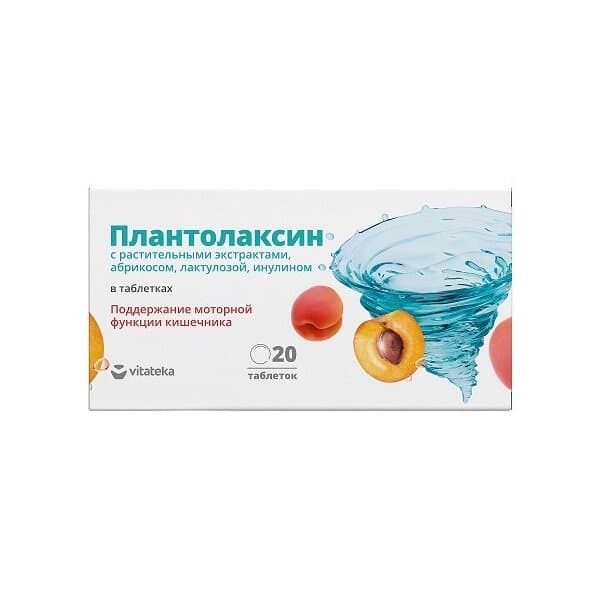 Плантолаксин
с растительными экстрактами,
абрикосом, лактулозой, инулином
в таблетках
Поддержание моторной
функции кишечника
20
таблеток
vitateka